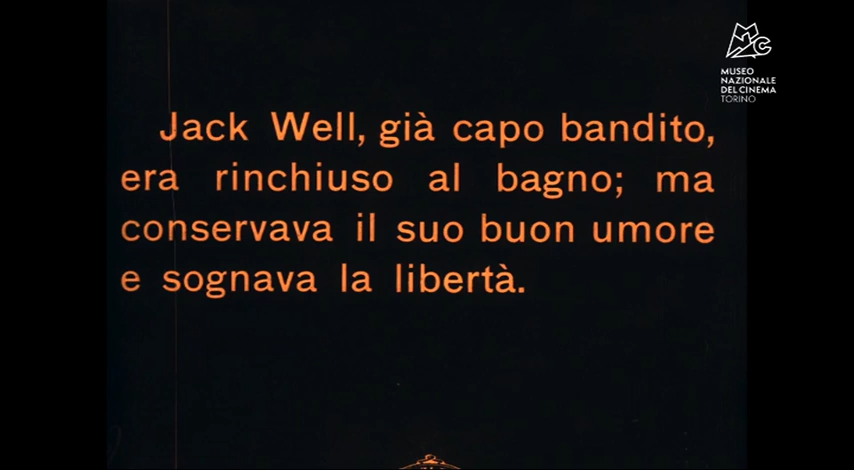 MUSEO
NAZIONALE
DEL CINEMA
TORINO
Jack Well, già capo bandito,
era rinchiuso al bagno; ma
conservava il suo buon umore
e sognava la libertà.